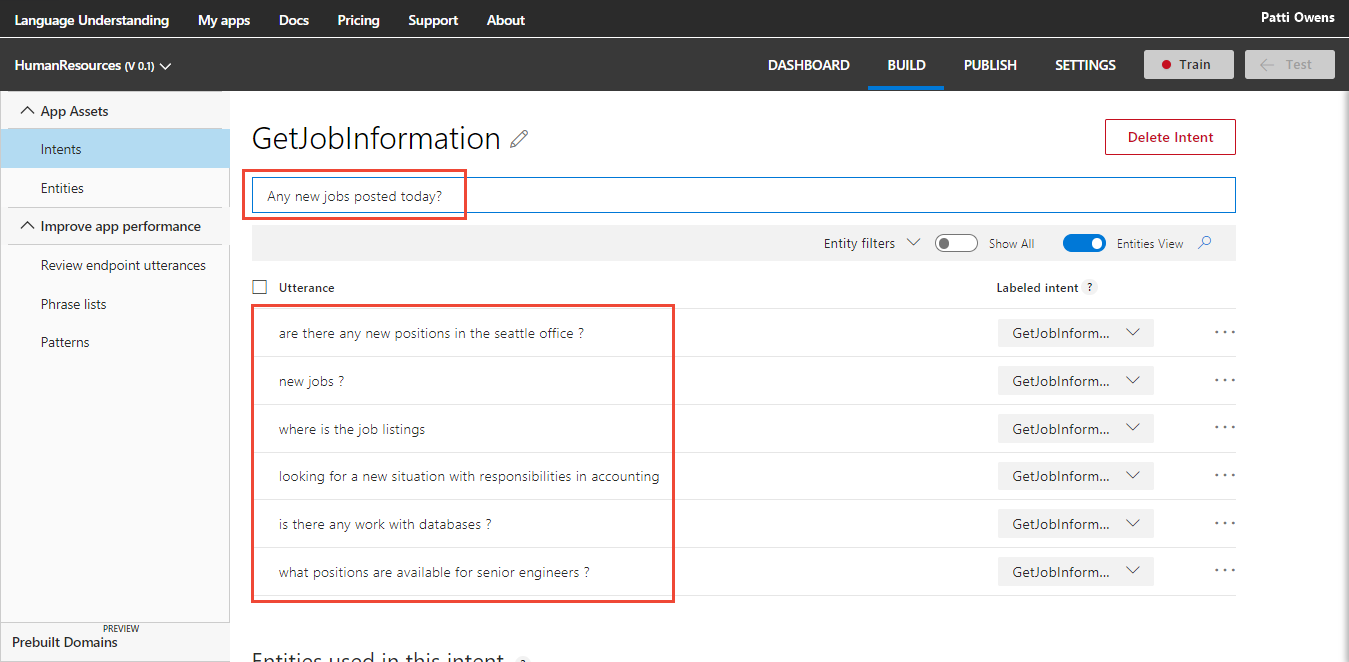 Language Understanding My apps Docs Pricing Support About Patti Owens
HumanResources (V 0.1) DASHBOARD BUILD PUBLISH SETTINGS Train Test
App Assets
Intents
Entities
Improve app performance
Review endpoint utterances
Phrase lists
Patterns
PREVIEW
Prebuilt Domains
GetJobInformation Delete Intent
Any new jobs posted today?
Entity filters Show All Entities View
Utterance Labeled intent ?
are there any new positions in the seattle office ? GetJobInform... ...
new jobs ? GetJobInform... ...
where is the job listings GetJobInform... ...
looking for a new situation with responsibilities in accounting GetJobInform... ...
is there any work with databases ? GetJobInform... ...
what positions are available for senior engineers ? GetJobInform... ...
Entities used in this intent ?